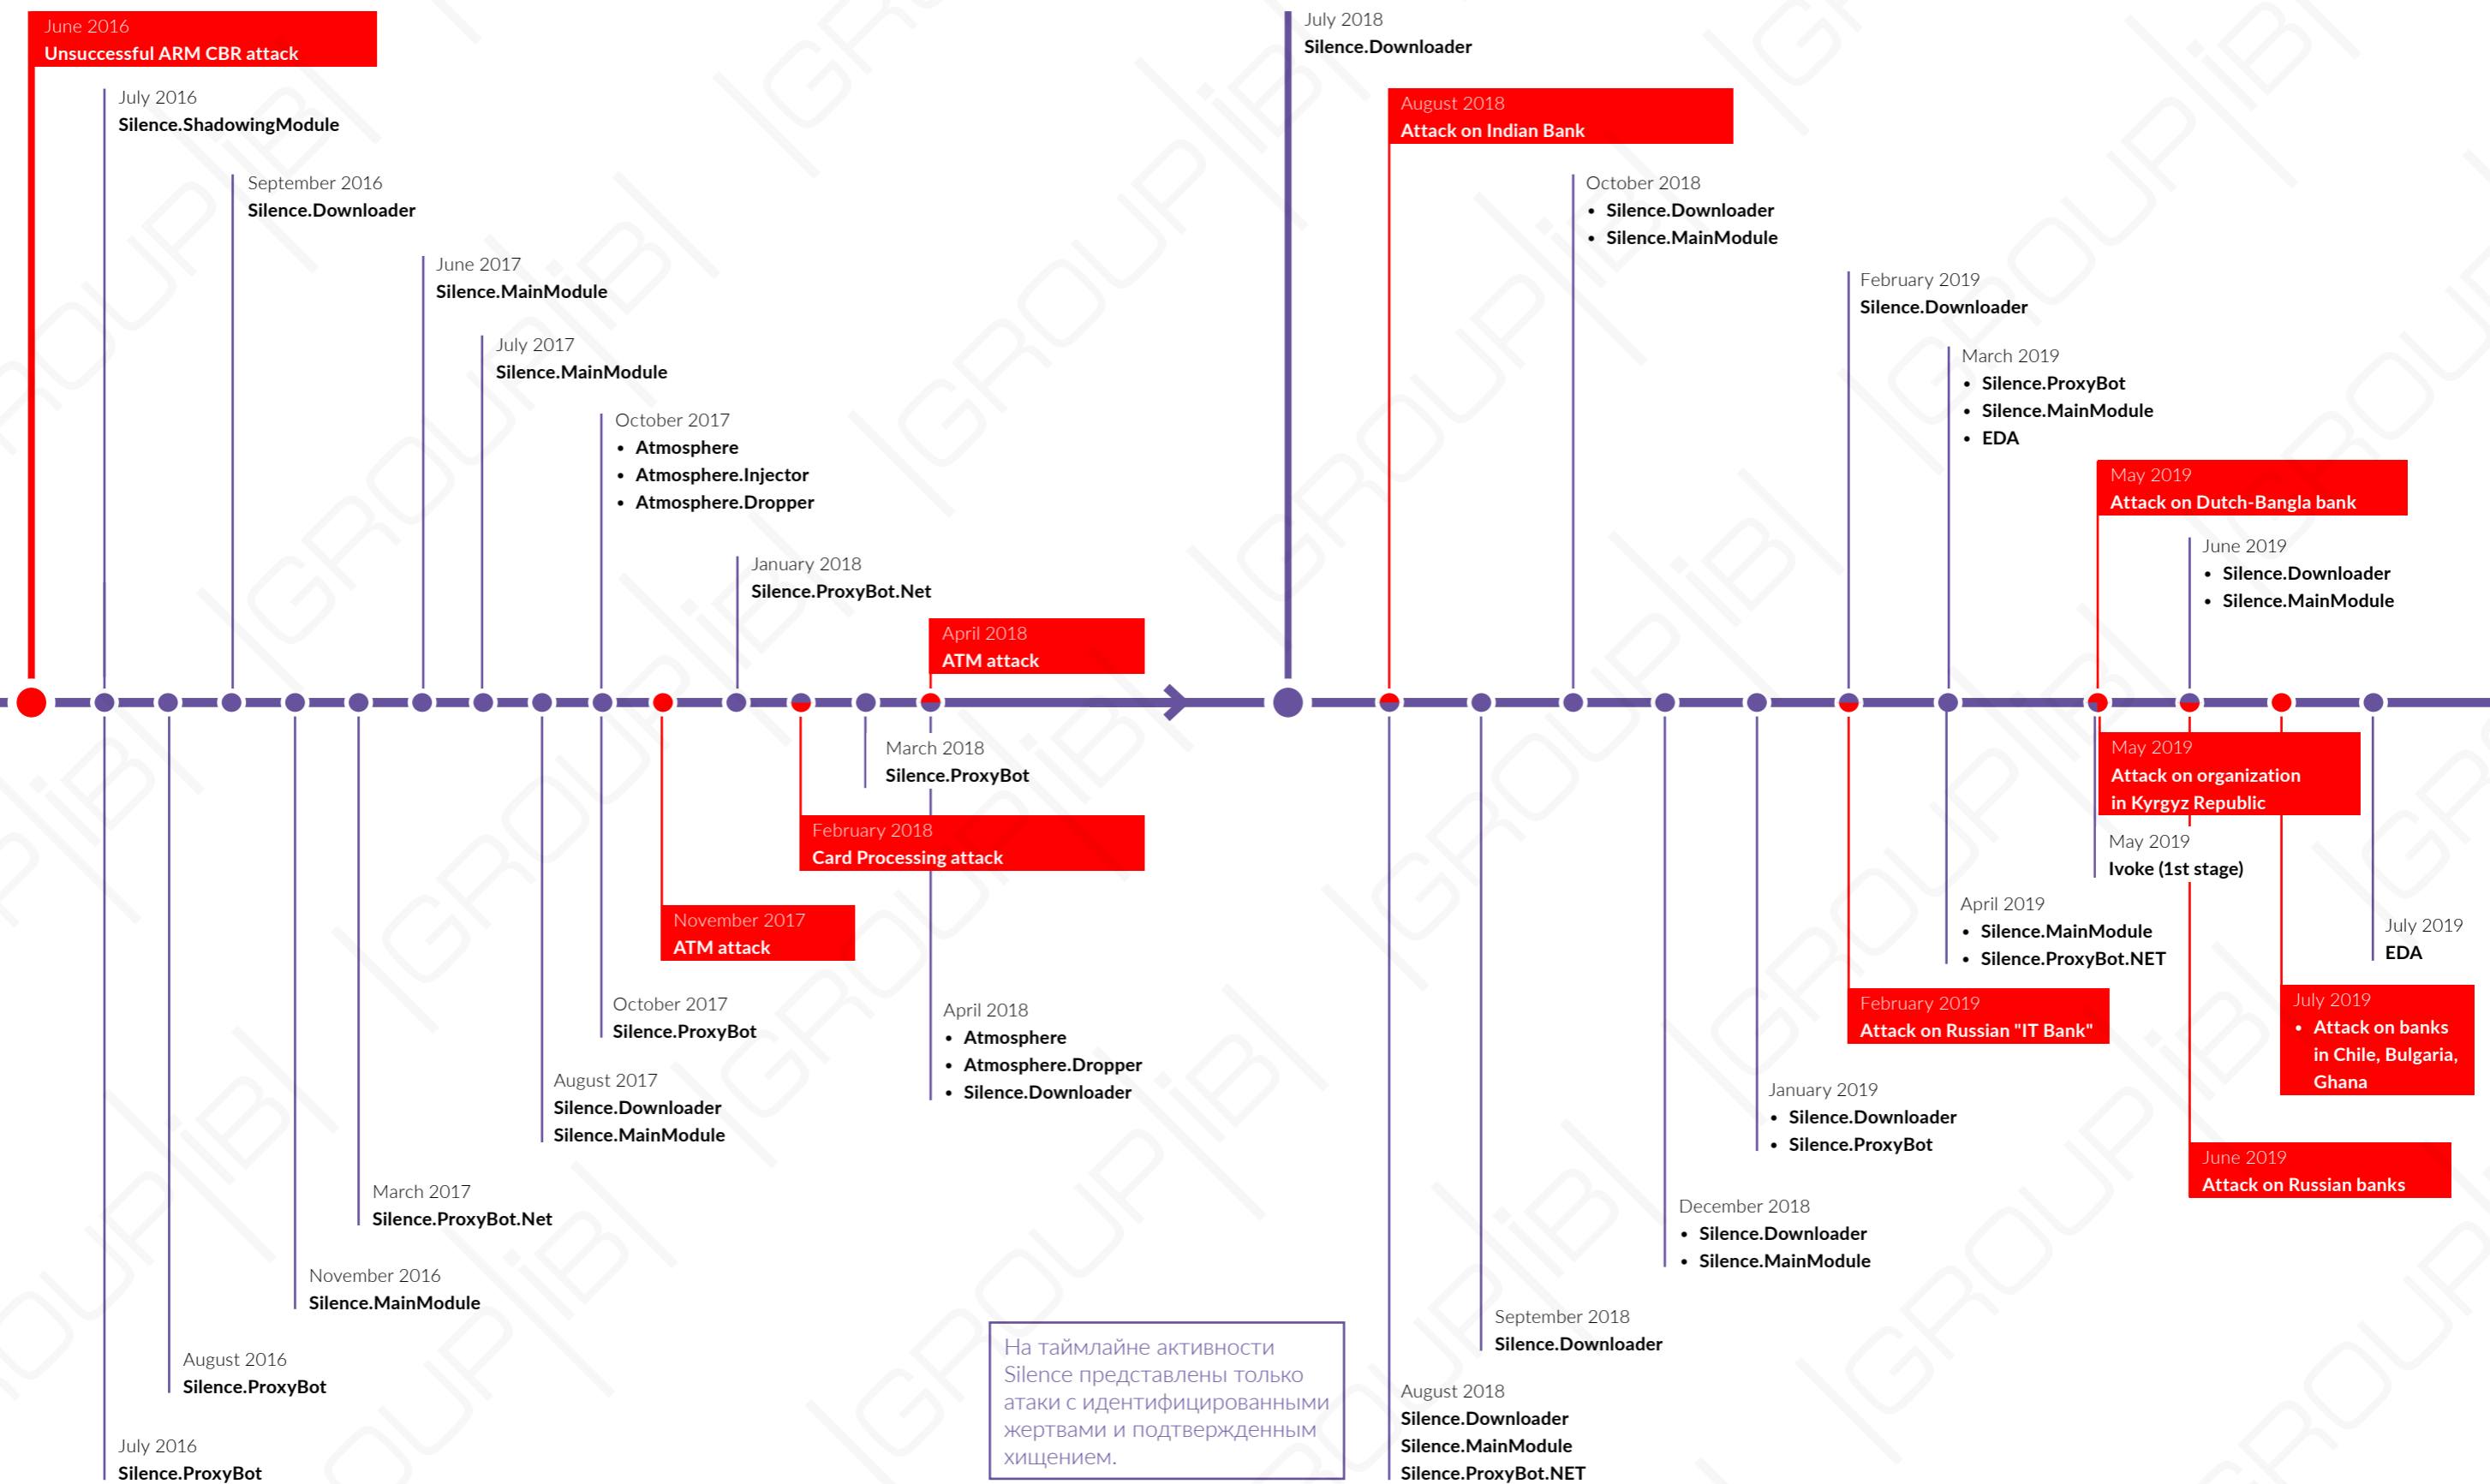 June 2016
Unsuccessful ARM CBR attack
July 2016
Silence.ShadowingModule
September 2016
Silence.Downloader
June 2017
Silence.MainModule
July 2017
Silence.MainModule
October 2017
• Atmosphere
• Atmosphere.Injector
• Atmosphere.Dropper
January 2018
Silence.ProxyBot.Net
April 2018
ATM attack
March 2018
Silence.ProxyBot
February 2018
Card Processing attack
November 2017
ATM attack
October 2017
Silence.ProxyBot
April 2018
• Atmosphere
• Atmosphere.Dropper
• Silence.Downloader
August 2017
Silence.Downloader
Silence.MainModule
March 2017
Silence.ProxyBot.Net
November 2016
Silence.MainModule
August 2016
Silence.ProxyBot
July 2016
Silence.ProxyBot
July 2018
Silence.Downloader
August 2018
Attack on Indian Bank
October 2018
• Silence.Downloader
• Silence.MainModule
February 2019
Silence.Downloader
March 2019
• Silence.ProxyBot
• Silence.MainModule
• EDA
May 2019
Attack on Dutch-Bangla bank
June 2019
• Silence.Downloader
• Silence.MainModule
May 2019
Attack on organization
in Kyrgyz Republic
May 2019
Ivoke (1st stage)
April 2019
• Silence.MainModule
• Silence.ProxyBot.NET
July 2019
EDA
February 2019
Attack on Russian "IT Bank"
July 2019
• Attack on banks
in Chile, Bulgaria,
Ghana
January 2019
• Silence.Downloader
• Silence.ProxyBot
June 2019
Attack on Russian banks
December 2018
• Silence.Downloader
• Silence.MainModule
September 2018
Silence.Downloader
August 2018
Silence.Downloader
Silence.MainModule
Silence.ProxyBot.NET
На таймлайне активности
Silence представлены только
атаки с идентифицированными
жертвами и подтвержденным
хищением.
GROUP|iB